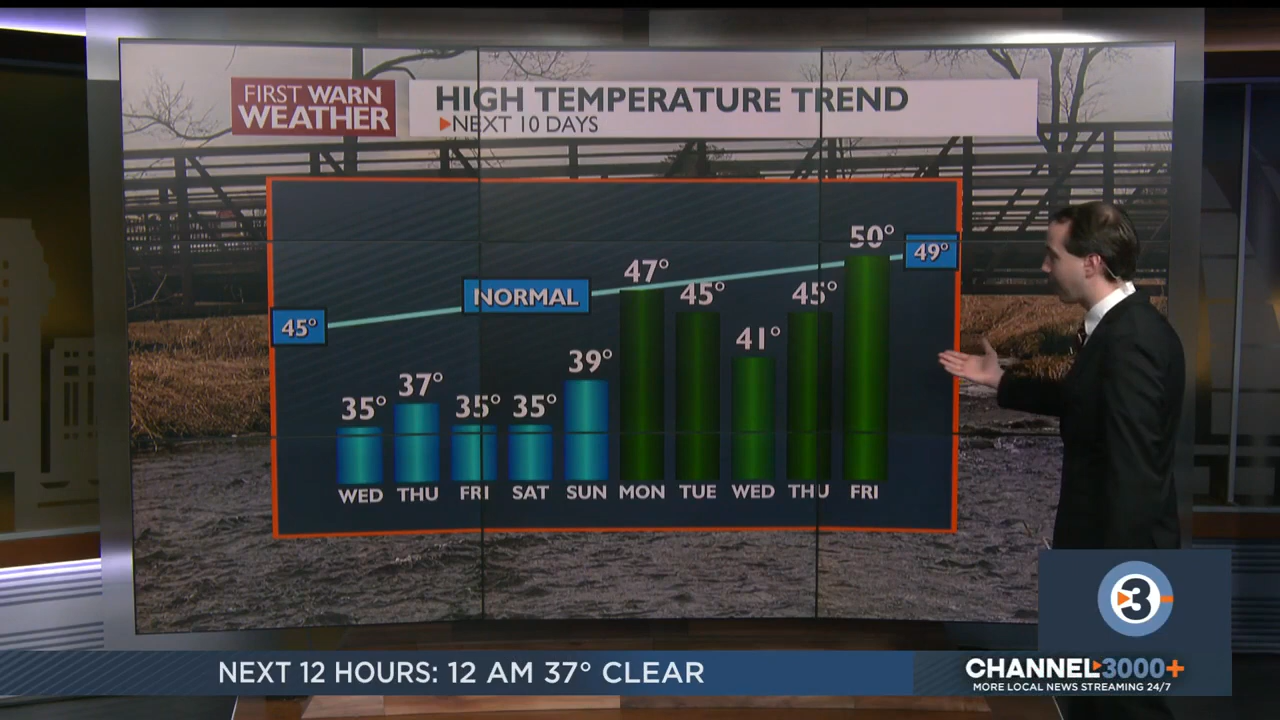 FIRST WARN
WEATHER
HIGH TEMPERATURE TREND
NEXT 10 DAYS
50°
49°
47°
45°
45°
NORMAL
45°
41°
39°
35°
37°
35°
35°
WED THU FRI SAT SUN MON TUE WED THU FRI
3
NEXT 12 HOURS: 12 AM 37° CLEAR
CHANNEL3000+
MORE LOCAL NEWS STREAMING 24/7